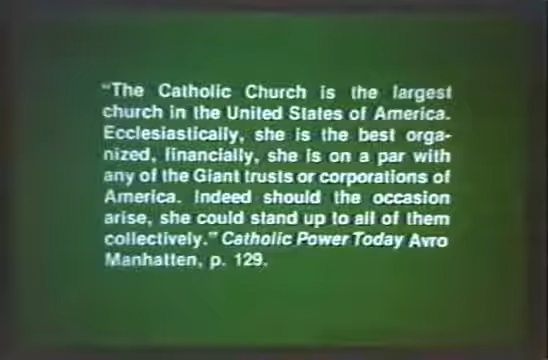 "The Catholic Church is the largest
church in the United States of America.
Ecclesiastically, she is the best orga-
nized, financially, she is on a par with
any of the Giant trusts or corporations of
America. Indeed should the occasion
arise, she could stand up to all of them
collectively." Catholic Power Today Avro
Manhatten, p. 129.